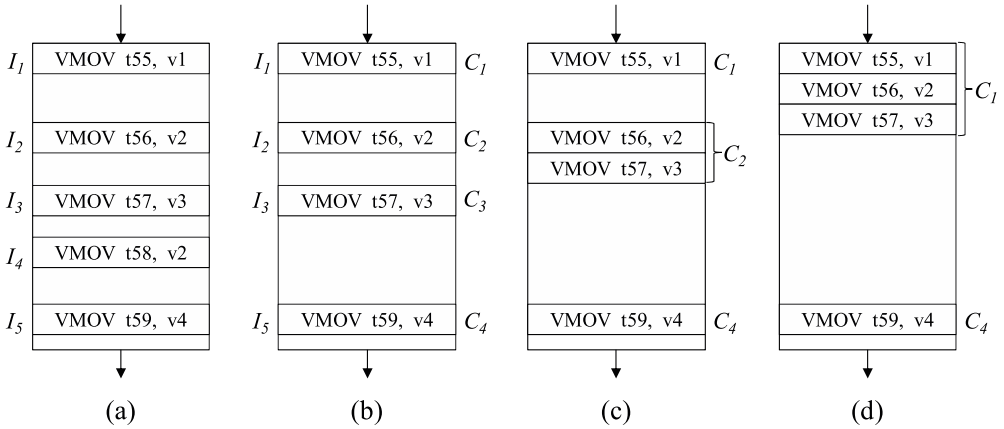 I1 VMOV t55, v1
I2 VMOV t56, v2
I3 VMOV t57, v3
I4 VMOV t58, v2
I5 VMOV t59, v4
(a)
I1 VMOV t55, v1 C1
I2 VMOV t56, v2 C2
I3 VMOV t57, v3 C3
I5 VMOV t59, v4 C4
(b)
VMOV t55, v1 C1
VMOV t56, v2
VMOV t57, v3
C2
VMOV t59, v4 C4
(c)
VMOV t55, v1
VMOV t56, v2
VMOV t57, v3
C1
VMOV t59, v4 C4
(d)